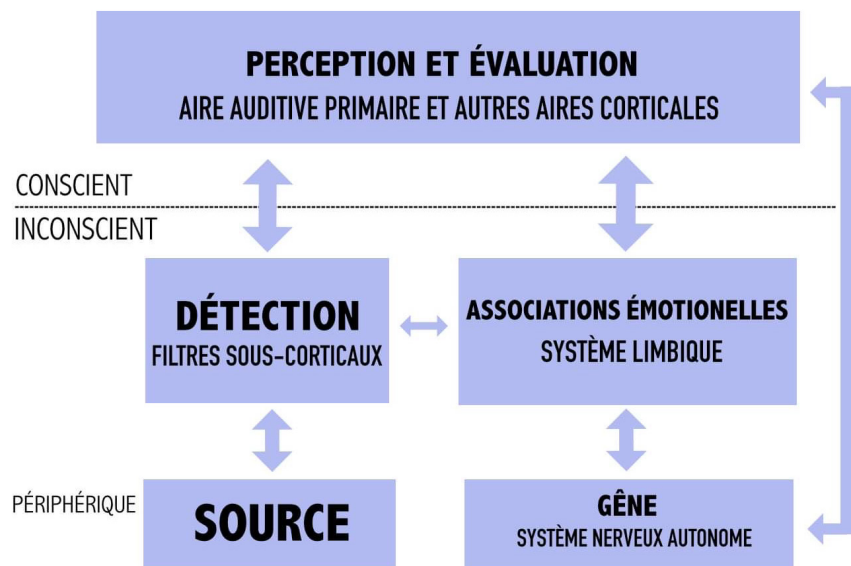 PERCEPTION ET ÉVALUATION
AIRE AUDITIVE PRIMAIRE ET AUTRES AIRES CORTICALES
CONSCIENT
INCONSCIENT
DÉTECTION
FILTRES SOUS-CORTICAUX
ASSOCIATIONS ÉMOTIONELLES
SYSTÈME LIMBIQUE
PÉRIPHÉRIQUE
SOURCE
GÊNE
SYSTÈME NERVEUX AUTONOME